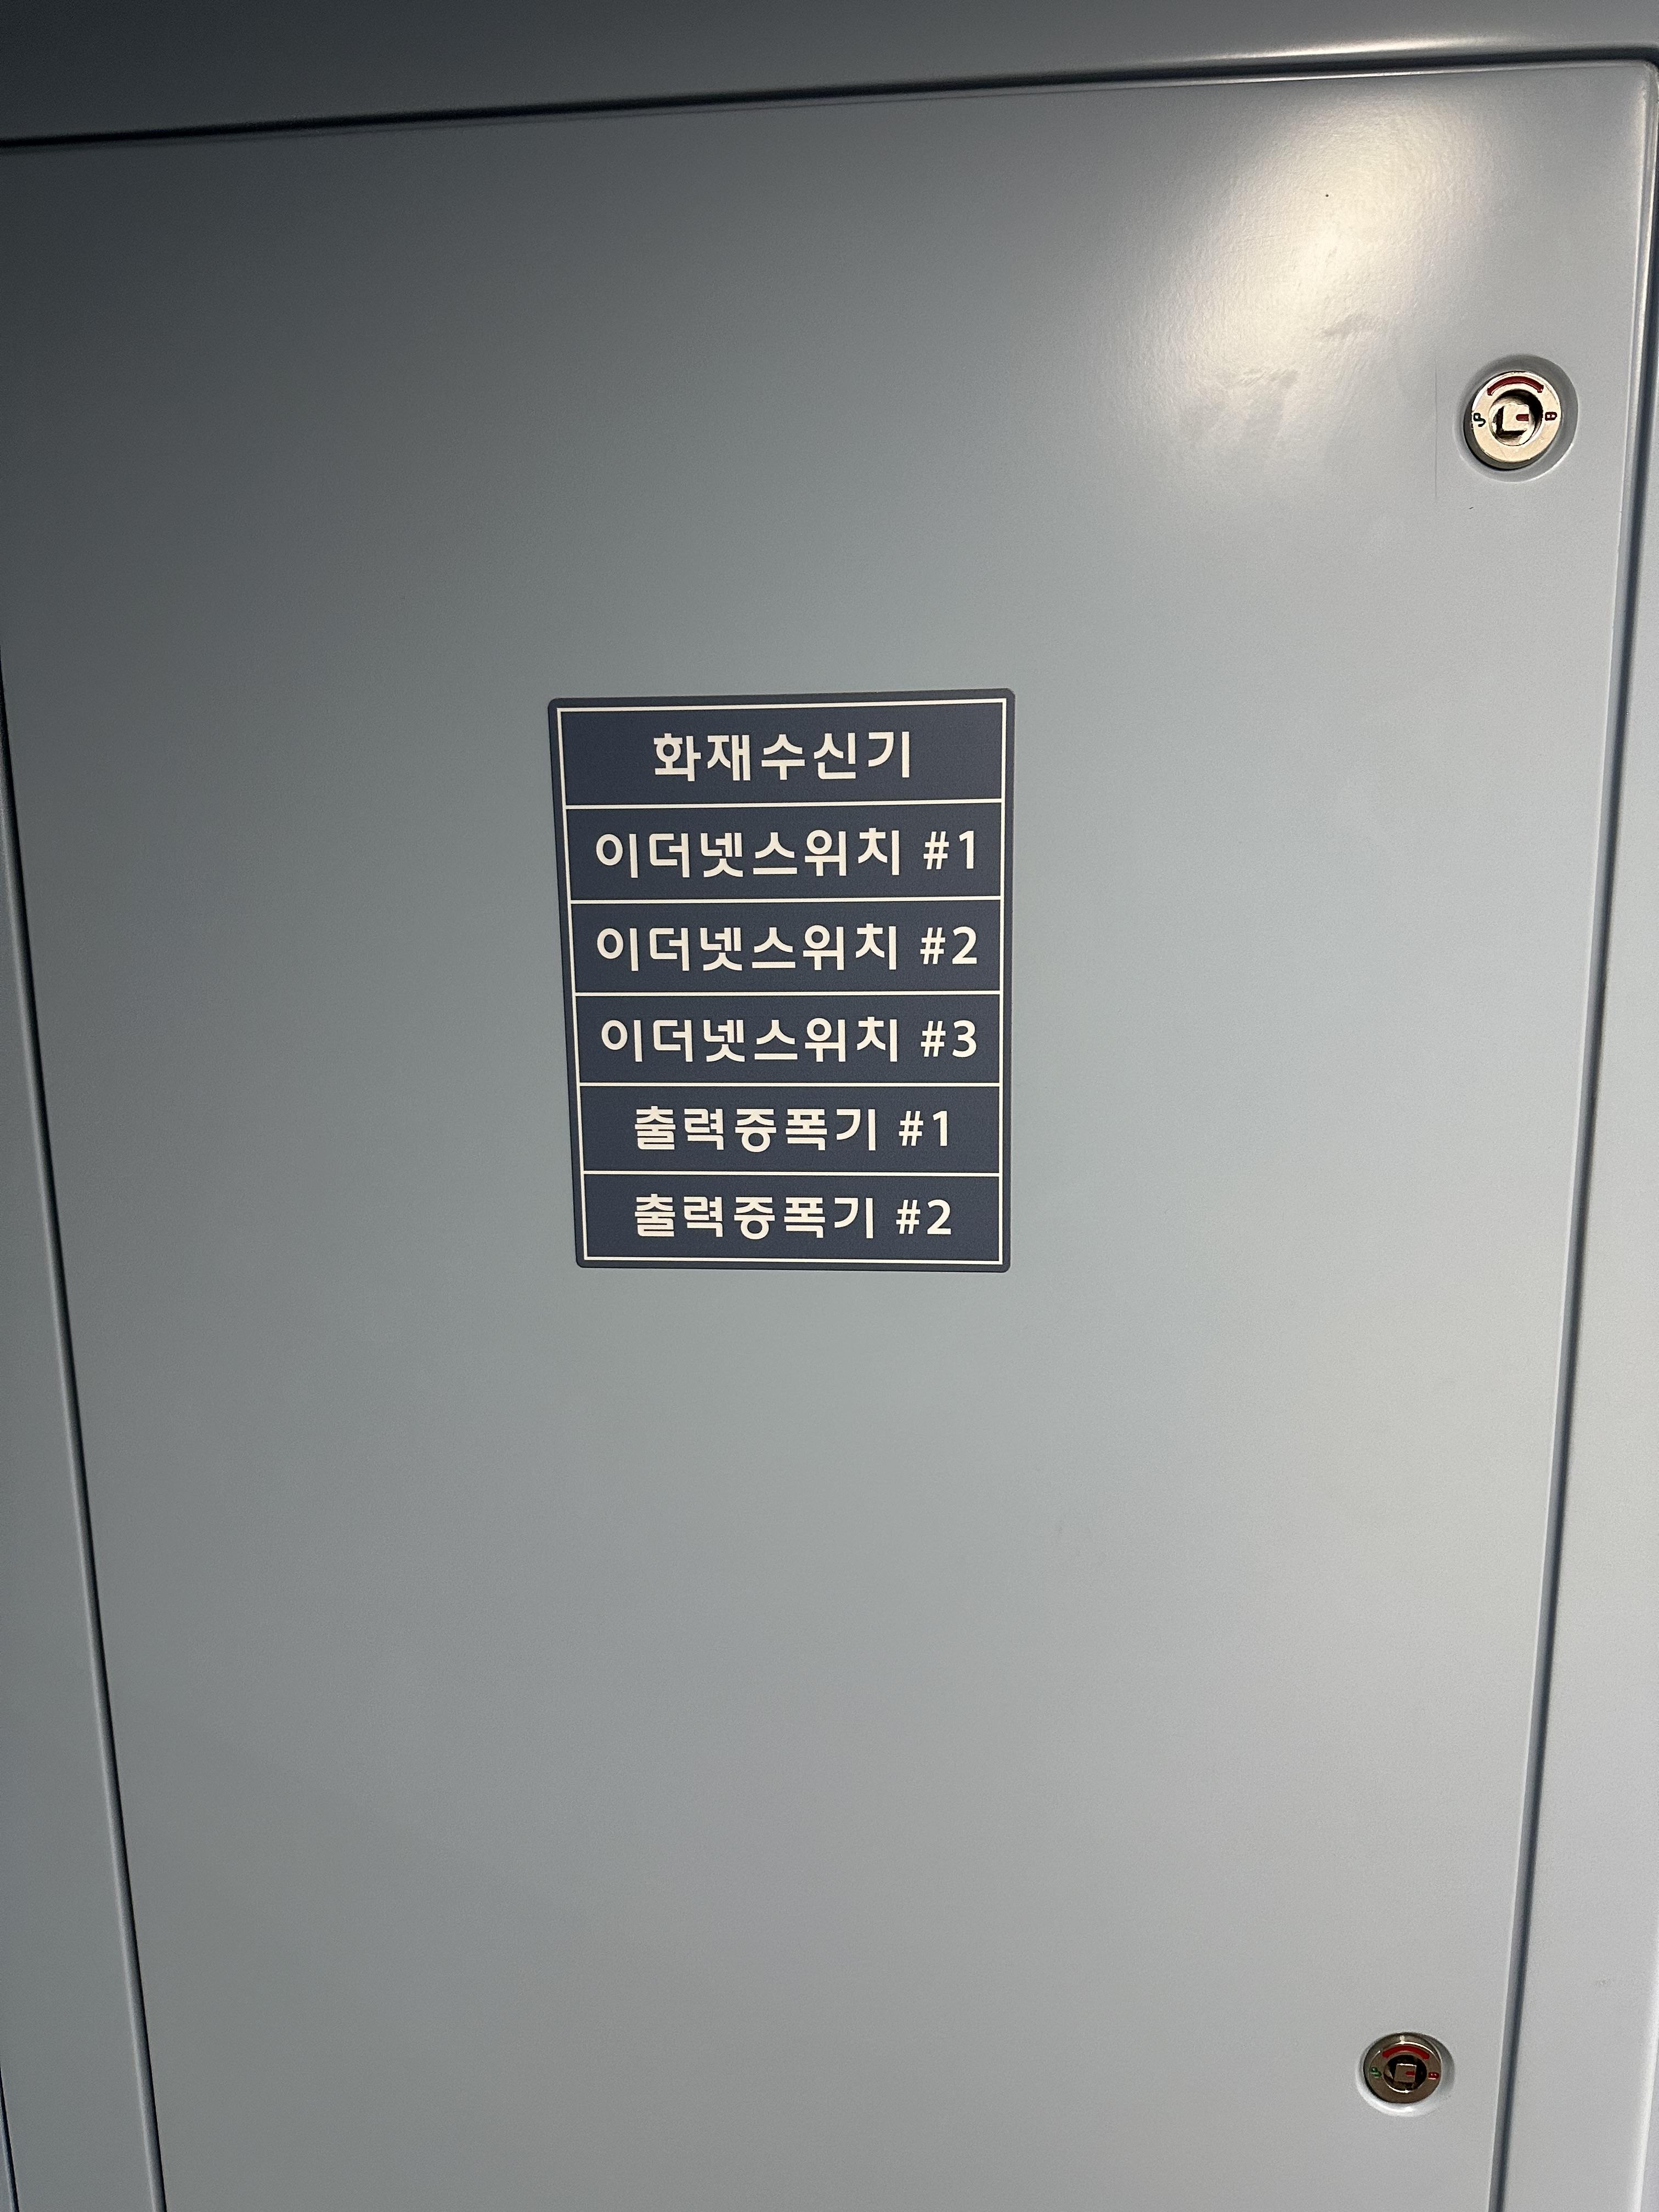 화재수신기
이더넷스위치 #1
이더넷스위치 #2
이더넷스위치 #3
출력증폭기 #1
출력증폭기 #2